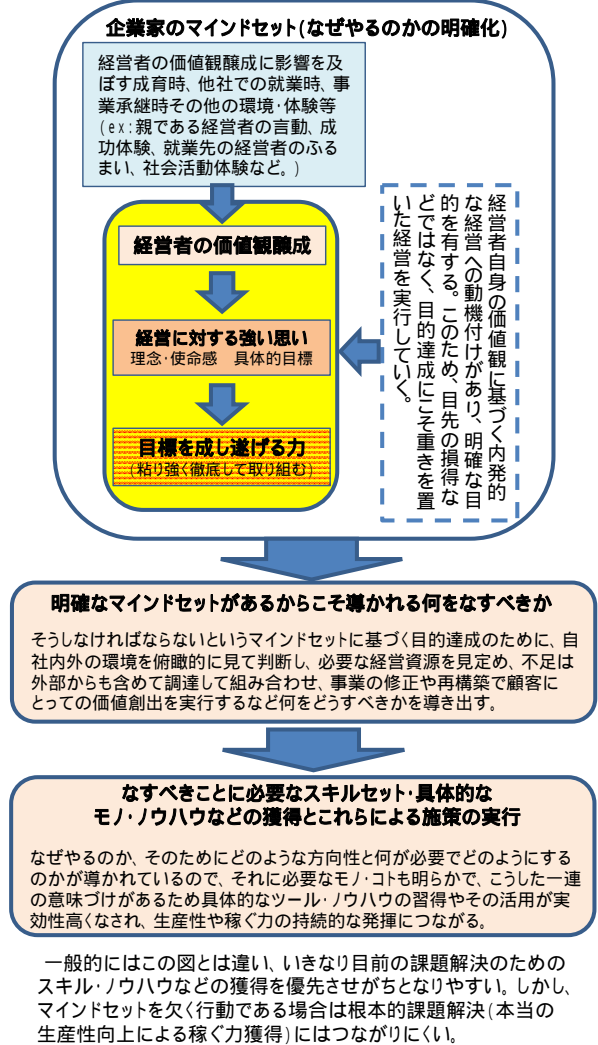 企業家のマインドセット(なぜやるのかの明確化)
経営者の価値観醸成に影響を及
ぼす成育時、他社での就業時、事
業承継時その他の環境・体験等
(ex:親である経営者の言動、成
功体験、就業先の経営者のふる
まい、社会活動体験など。)
経営者の価値観醸成
経営に対する強い思い
理念・使命感　具体的目標
目標を成し遂げる力
(粘り強く徹底して取り組む)
経営者自身の価値観に基づく内発的
な経営への動機付けがあり、明確な目
的を有する。このため、目先の損得な
どではなく、目的達成にこそ重きを置
いた経営を実行していく。
明確なマインドセットがあるからこそ導かれる何をなすべきか
そうしなければならないというマインドセットに基づく目的達成のために、自
社内外の環境を俯瞰的に見て判断し、必要な経営資源を見定め、不足は
外部からも含めて調達して組み合わせ、事業の修正や再構築で顧客に
とっての価値創出を実行するなど何をどうすべきかを導き出す。
なすべきことに必要なスキルセット・具体的な
モノ・ノウハウなどの獲得とこれらによる施策の実行
なぜやるのか、そのためにどのような方向性と何が必要でどのようにする
のかが導かれているので、それに必要なモノ・コトも明らかで、こうした一連
の意味づけがあるため具体的なツール・ノウハウの習得やその活用が実
効性高くなされ、生産性や稼ぐ力の持続的な発揮につながる。
一般的にはこの図とは違い、いきなり目前の課題解決のための
スキル・ノウハウなどの獲得を優先させがちとなりやすい。しかし、
マインドセットを欠く行動である場合は根本的課題解決(本当の
生産性向上による稼ぐ力獲得)にはつながりにくい。